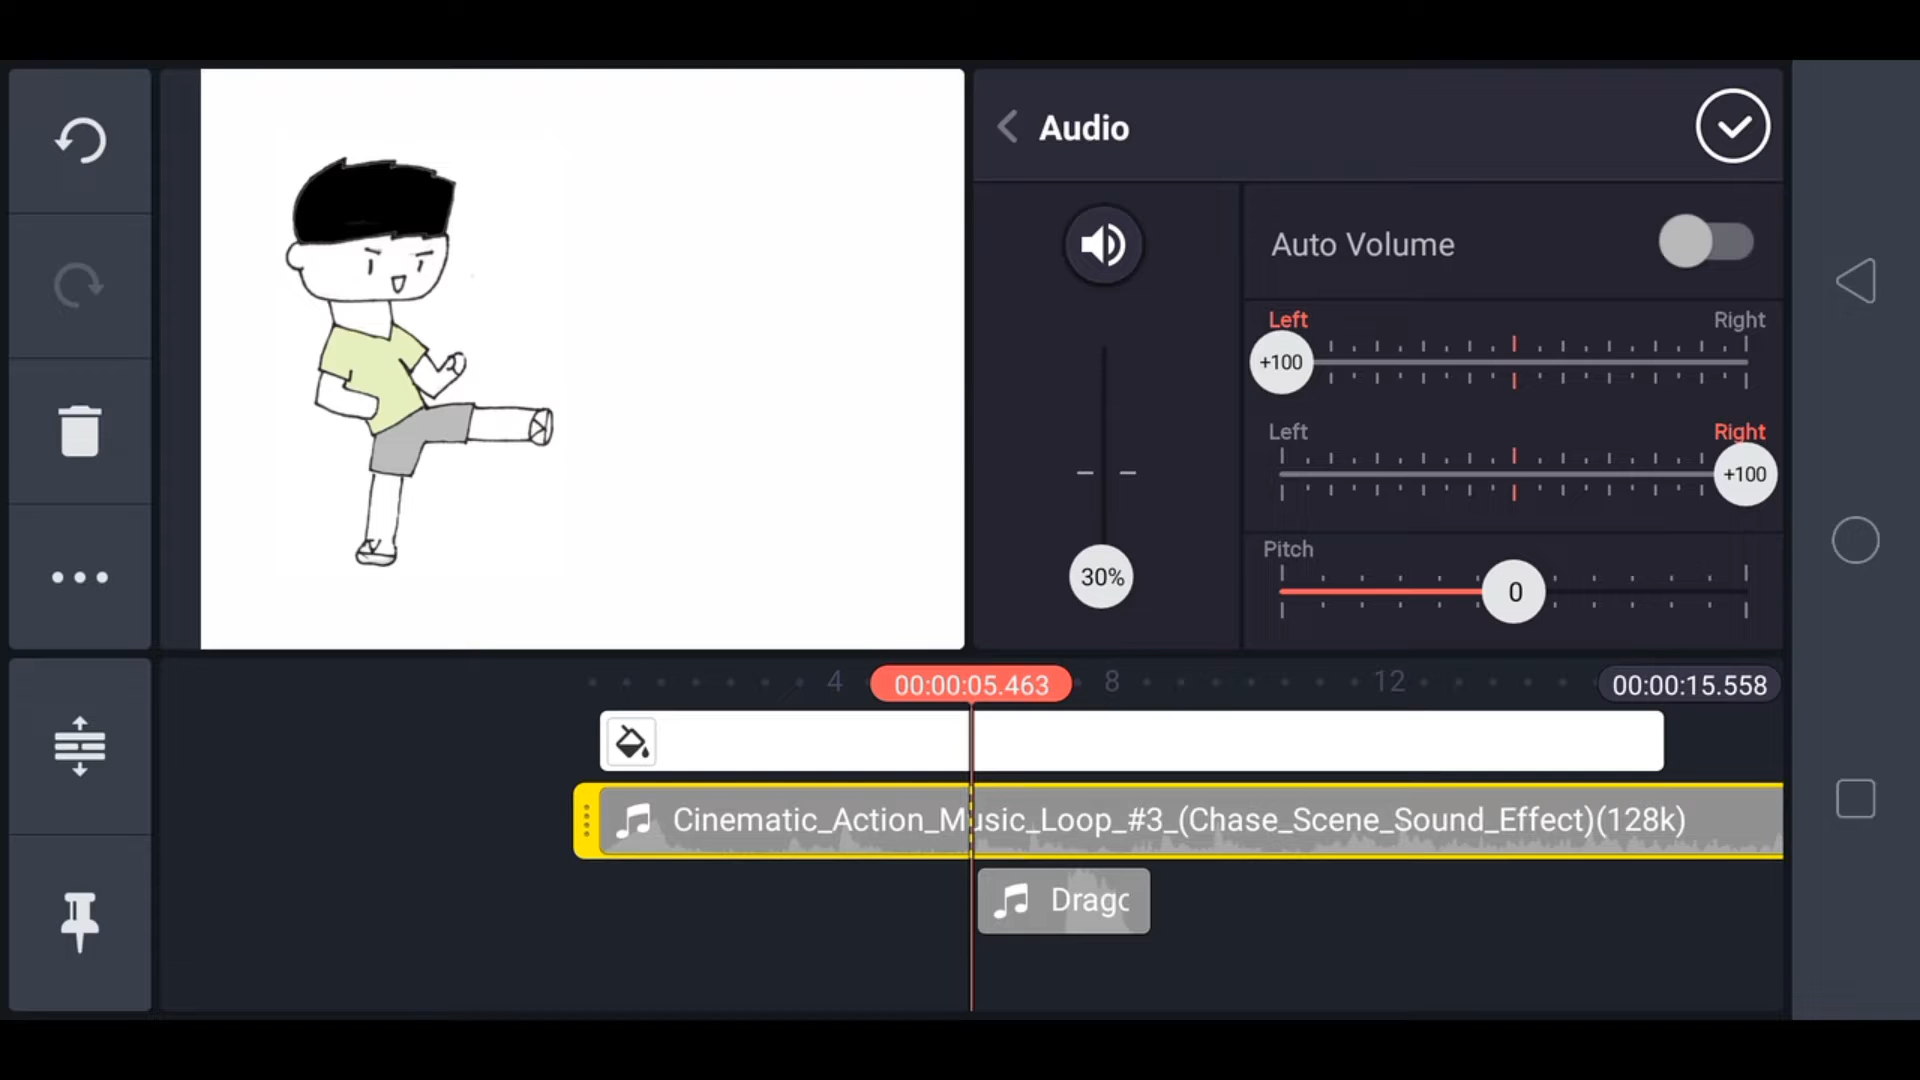 Audio
Auto Volume
Left Right
+100
Left Right
+100
Pitch
0
30%
4 00:00:05.463 8 12 00:00:15.558
Cinematic_Action_Music_Loop_#3_(Chase_Scene_Sound_Effect)(128k)
Drago